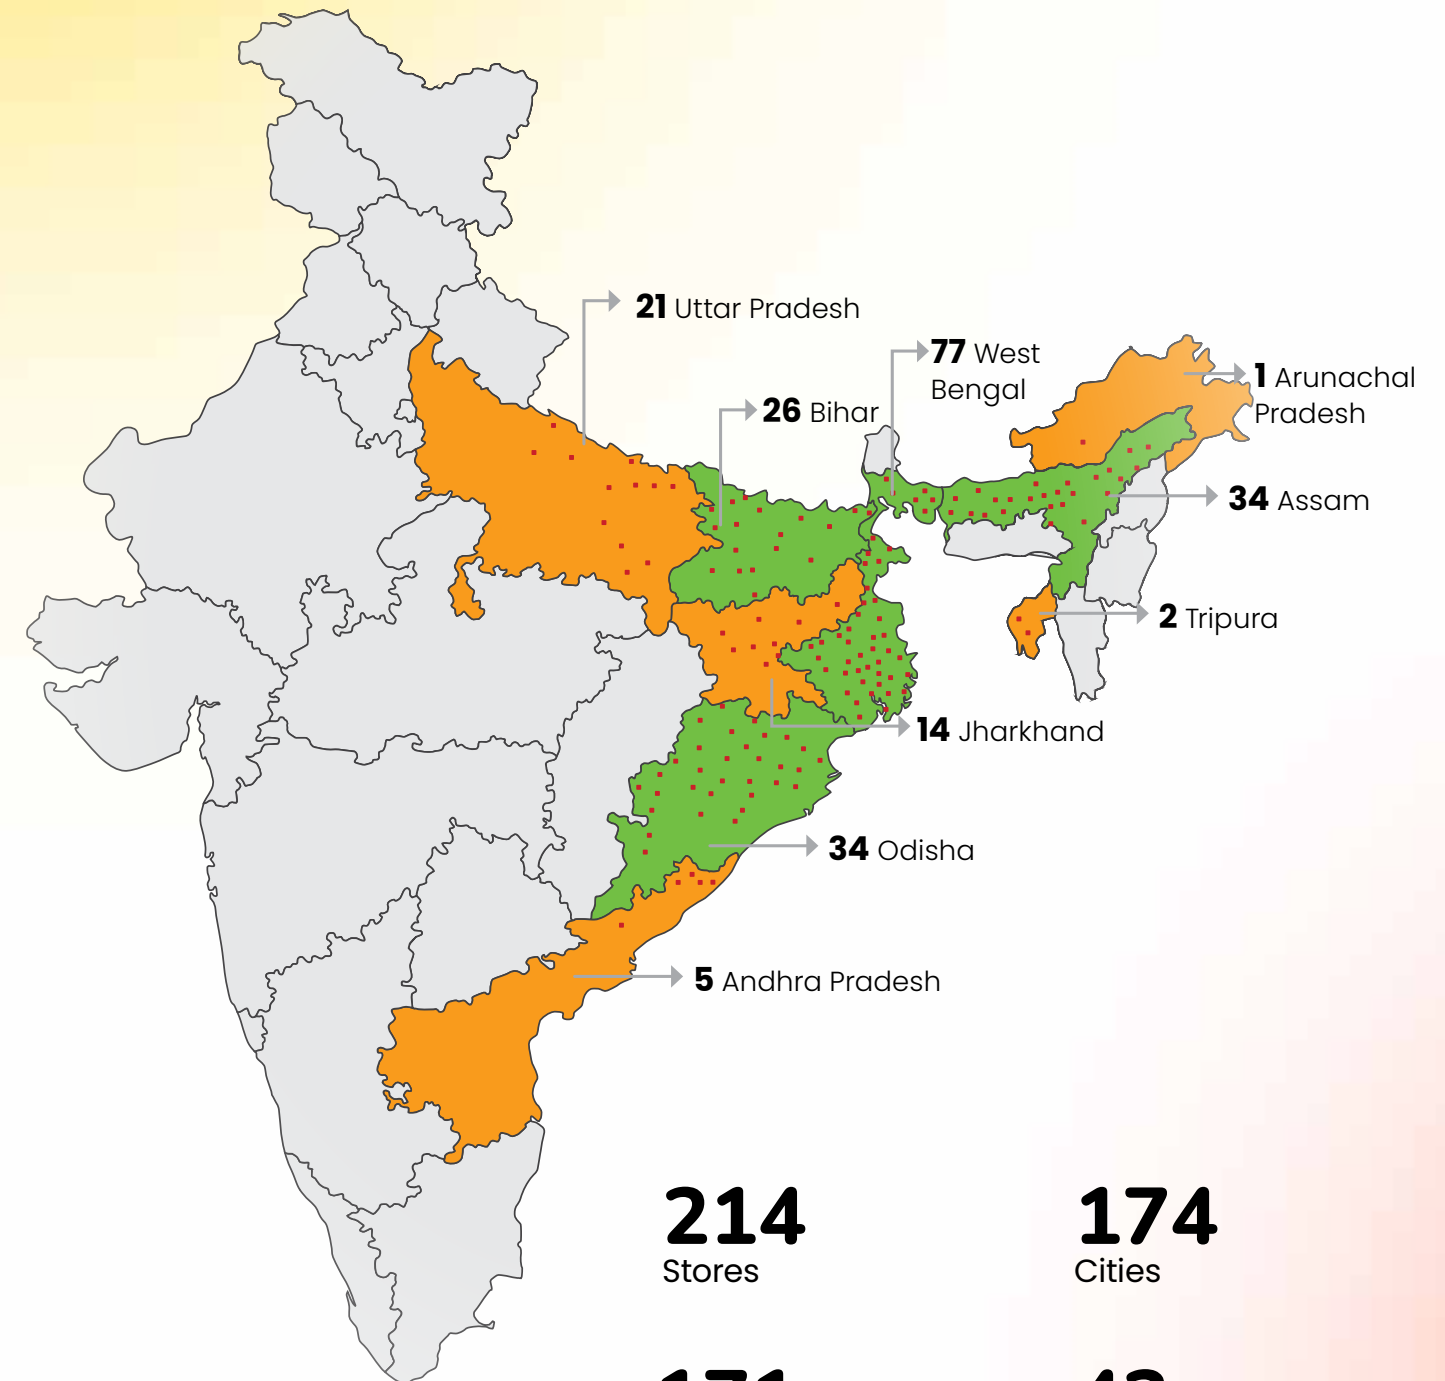 21 Uttar Pradesh
77 West
Bengal
1 Arunachal
Pradesh
26 Bihar
34 Assam
2 Tripura
14 Jharkhand
34 Odisha
5 Andhra Pradesh
214
Stores
174
Cities